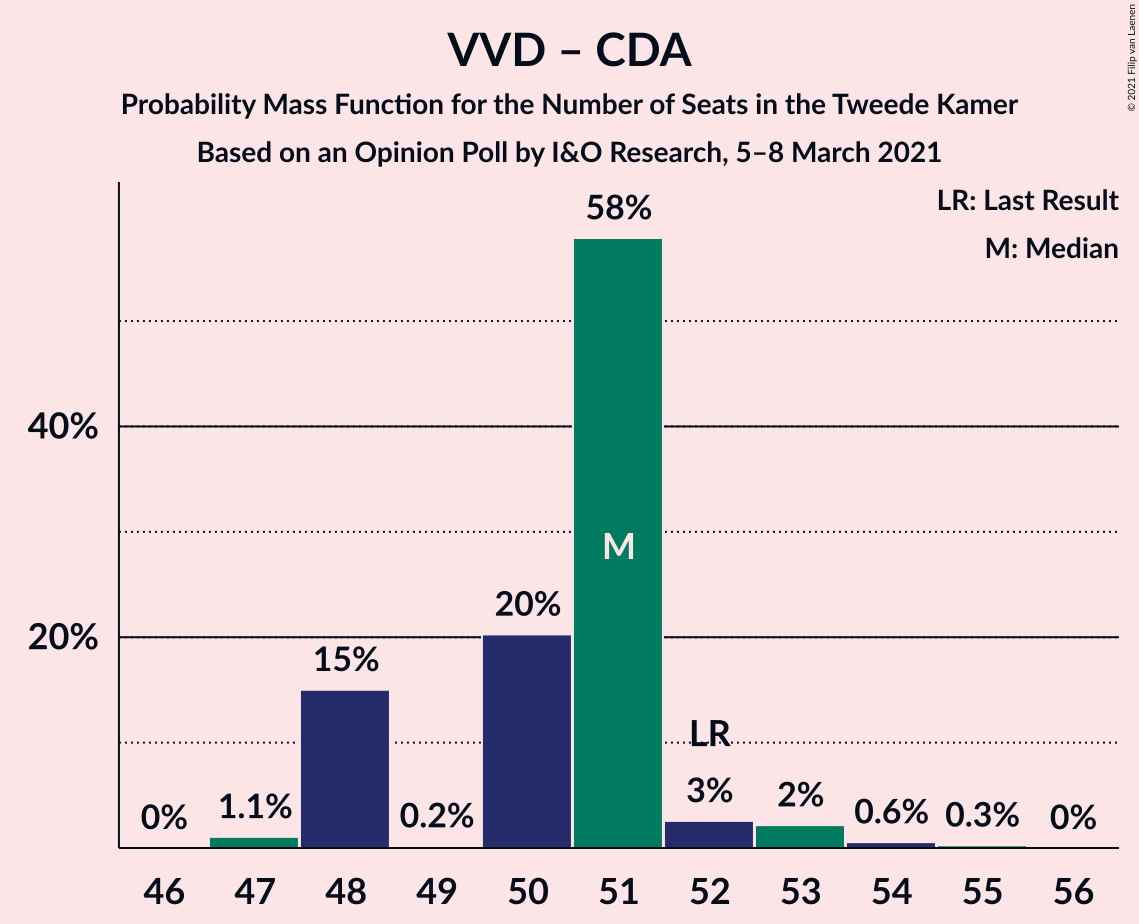 VVD – CDA
Probability Mass Function for the Number of Seats in the Tweede Kamer
Based on an Opinion Poll by I&O Research, 5–8 March 2021
© 2021 Filip van Laenen
LR: Last Result
M: Median
58%
40%
M
20%
20%
15%
LR
0%
1.1%
0.2%
3%
2%
0.6%
0.3%
0%
46 47 48 49 50 51 52 53 54 55 56